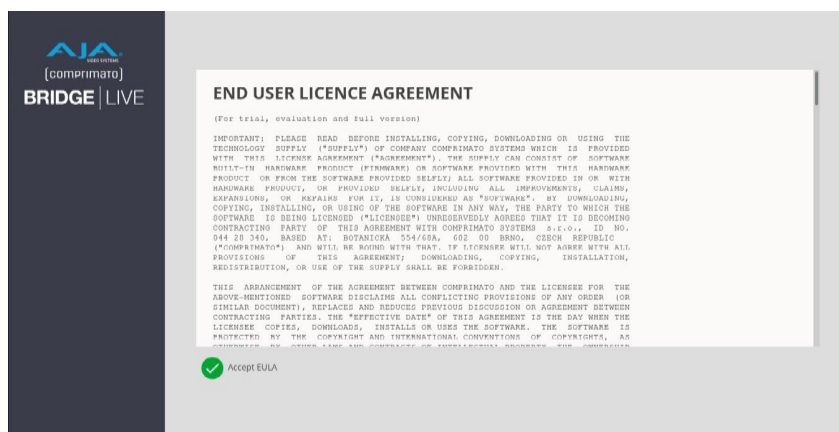 AJA
VIDEO SYSTEMS
[comprimato]
BRIDGE | LIVE
END USER LICENCE AGREEMENT
(For trial, evaluation and full version)
IMPORTANT: PLEASE READ BEFORE INSTALLING, COPYING, DOWNLOADING OR USING THE
TECHNOLOGY SUPPLY ("SUPPLY") OF COMPANY COMPRIMATO SYSTEMS WHICH IS PROVIDED
WITH THIS LICENSE AGREEMENT ("AGREEMENT"). THE SUPPLY CAN CONSIST OF SOFTWARE
BUILT-IN HARDWARE PRODUCT (FIRMWARE) OR SOFTWARE PROVIDED WITH THIS HARDWARE
PRODUCT OR FROM THE SOFTWARE PROVIDED SELFLY; ALL SOFTWARE PROVIDED IN OR WITH
HARDWARE PRODUCT, OR PROVIDED SELFLY, INCLUDING ALL IMPROVEMENTS, CLAIMS,
EXPANSIONS, OR REPAIRS FOR IT, IS CONSIDERED AS "SOFTWARE". BY DOWNLOADING,
COPYING, INSTALLING, OR USING OF THE SOFTWARE IN ANY WAY, THE PARTY TO WHICH THE
SOFTWARE IS BEING LICENSED ("LICENSEE") UNRESERVEDLY AGREES THAT IT IS BECOMING
CONTRACTING PARTY OF THIS AGREEMENT WITH COMPRIMATO SYSTEMS s.r.o., ID NO.
044 28 340, BASED AT: BOTANICKÁ 554/68A, 602 00 BRNO, CZECH REPUBLIC
("COMPRIMATO") AND WILL BE BOUND WITH THAT. IF LICENSEE WILL NOT AGREE WITH ALL
PROVISIONS OF THIS AGREEMENT; DOWNLOADING, COPYING, INSTALLATION,
REDISTRIBUTION, OR USE OF THE SUPPLY SHALL BE FORBIDDEN.
THIS ARRANGEMENT OF THE AGREEMENT BETWEEN COMPRIMATO AND THE LICENSEE FOR THE
ABOVE-MENTIONED SOFTWARE DISCLAIMS ALL CONFLICTING PROVISIONS OF ANY ORDER (OR
SIMILAR DOCUMENT), REPLACES AND REDUCES PREVIOUS DISCUSSION OR AGREEMENT BETWEEN
CONTRACTING PARTIES. THE "EFFECTIVE DATE" OF THIS AGREEMENT IS THE DAY WHEN THE
LICENSEE COPIES, DOWNLOADS, INSTALLS OR USES THE SOFTWARE. THE SOFTWARE IS
PROTECTED BY THE COPYRIGHT AND INTERNATIONAL CONVENTIONS OF COPYRIGHTS, AS
OTHERWISE BY OTHER LAWS AND CONTRACTS OF INTELLECTUAL PROPERTY. THE OWNERSHIP
Accept EULA